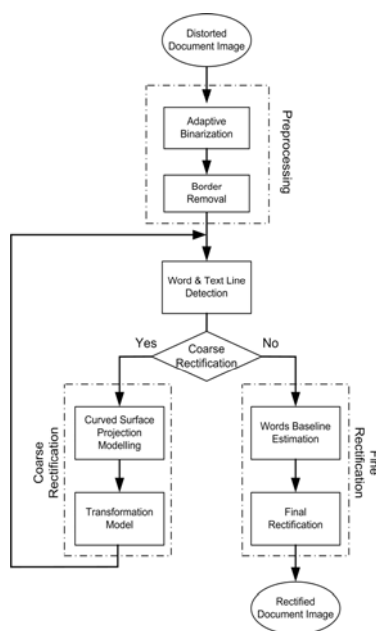 Distorted
Document Image
Preprocessing
Adaptive
Binarization
Border
Removal
Word & Text Line
Detection
Yes
Coarse
Rectification
No
Coarse
Rectification
Curved Surface
Projection
Modelling
Transformation
Model
Words Baseline
Estimation
Final
Rectification
Fine
Rectification
Rectified
Document Image